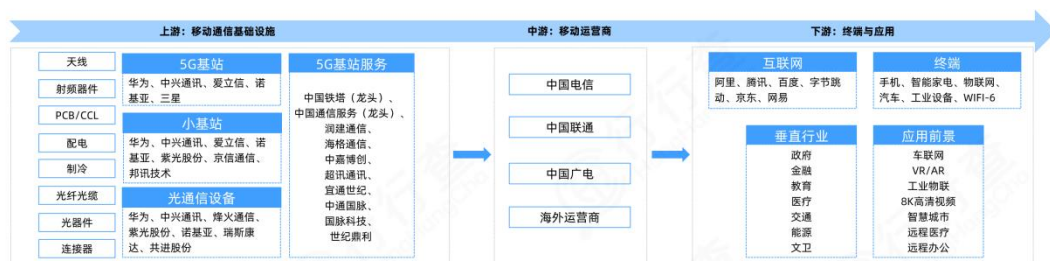 上游：移动通信基础设施
中游：移动运营商
下游：终端与应用
天线
射频器件
PCB/CCL
配电
制冷
光纤光缆
光器件
连接器
5G基站
华为、中兴通讯、爱立信、诺
基亚、三星
小基站
华为、中兴通讯、爱立信、诺
基亚、紫光股份、京信通信、
邦讯技术
光通信设备
华为、中兴通讯、烽火通信、
紫光股份、诺基亚、瑞斯康
达、共进股份
5G基站服务
中国铁塔（龙头）、
中国通信服务（龙头）、
润建通信、
海格通信、
中嘉博创、
超讯通讯、
宜通世纪、
中通国脉、
国脉科技、
世纪鼎利
中国电信
中国联通
中国广电
海外运营商
互联网
阿里、腾讯、百度、字节跳
动、京东、网易
终端
手机、智能家电、物联网、
汽车、工业设备、WIFI-6
垂直行业
政府
金融
教育
医疗
交通
能源
文卫
应用前景
车联网
VR/AR
工业物联
8K高清视频
智慧城市
远程医疗
远程办公